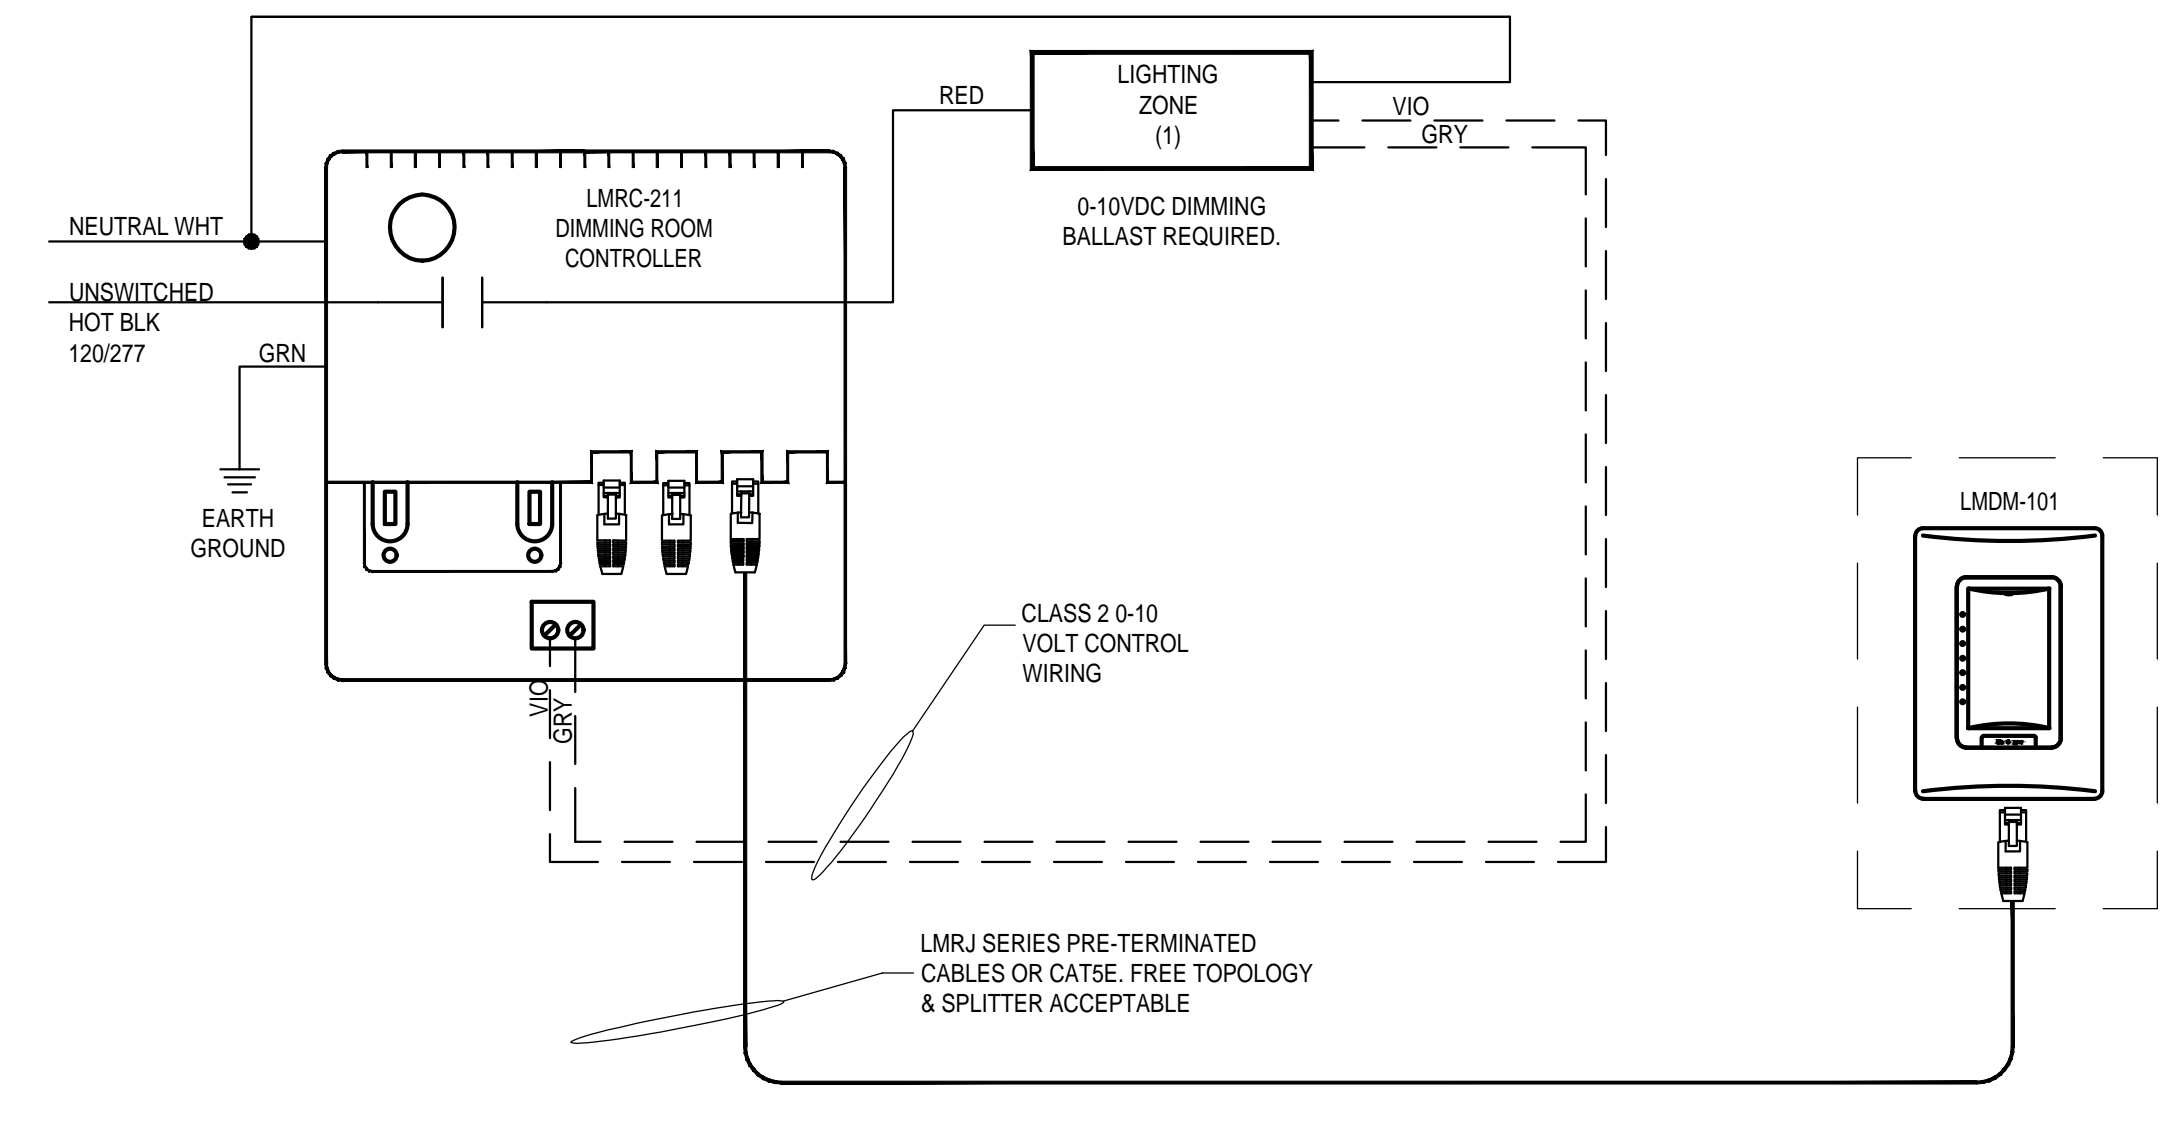 LIGHTING
ZONE
(1)
RED
VIO
GRY
LMRC-211
DIMMING ROOM
CONTROLLER
0-10VDC DIMMING
BALLAST REQUIRED.
NEUTRAL WHT
UNSWITCHED
HOT BLK
120/277
GRN
EARTH
GROUND
LMDM-101
CLASS 2 0-10
VOLT CONTROL
WIRING
VIO
GRY
LMRJ SERIES PRE-TERMINATED
CABLES OR CAT5E. FREE TOPOLOGY
& SPLITTER ACCEPTABLE